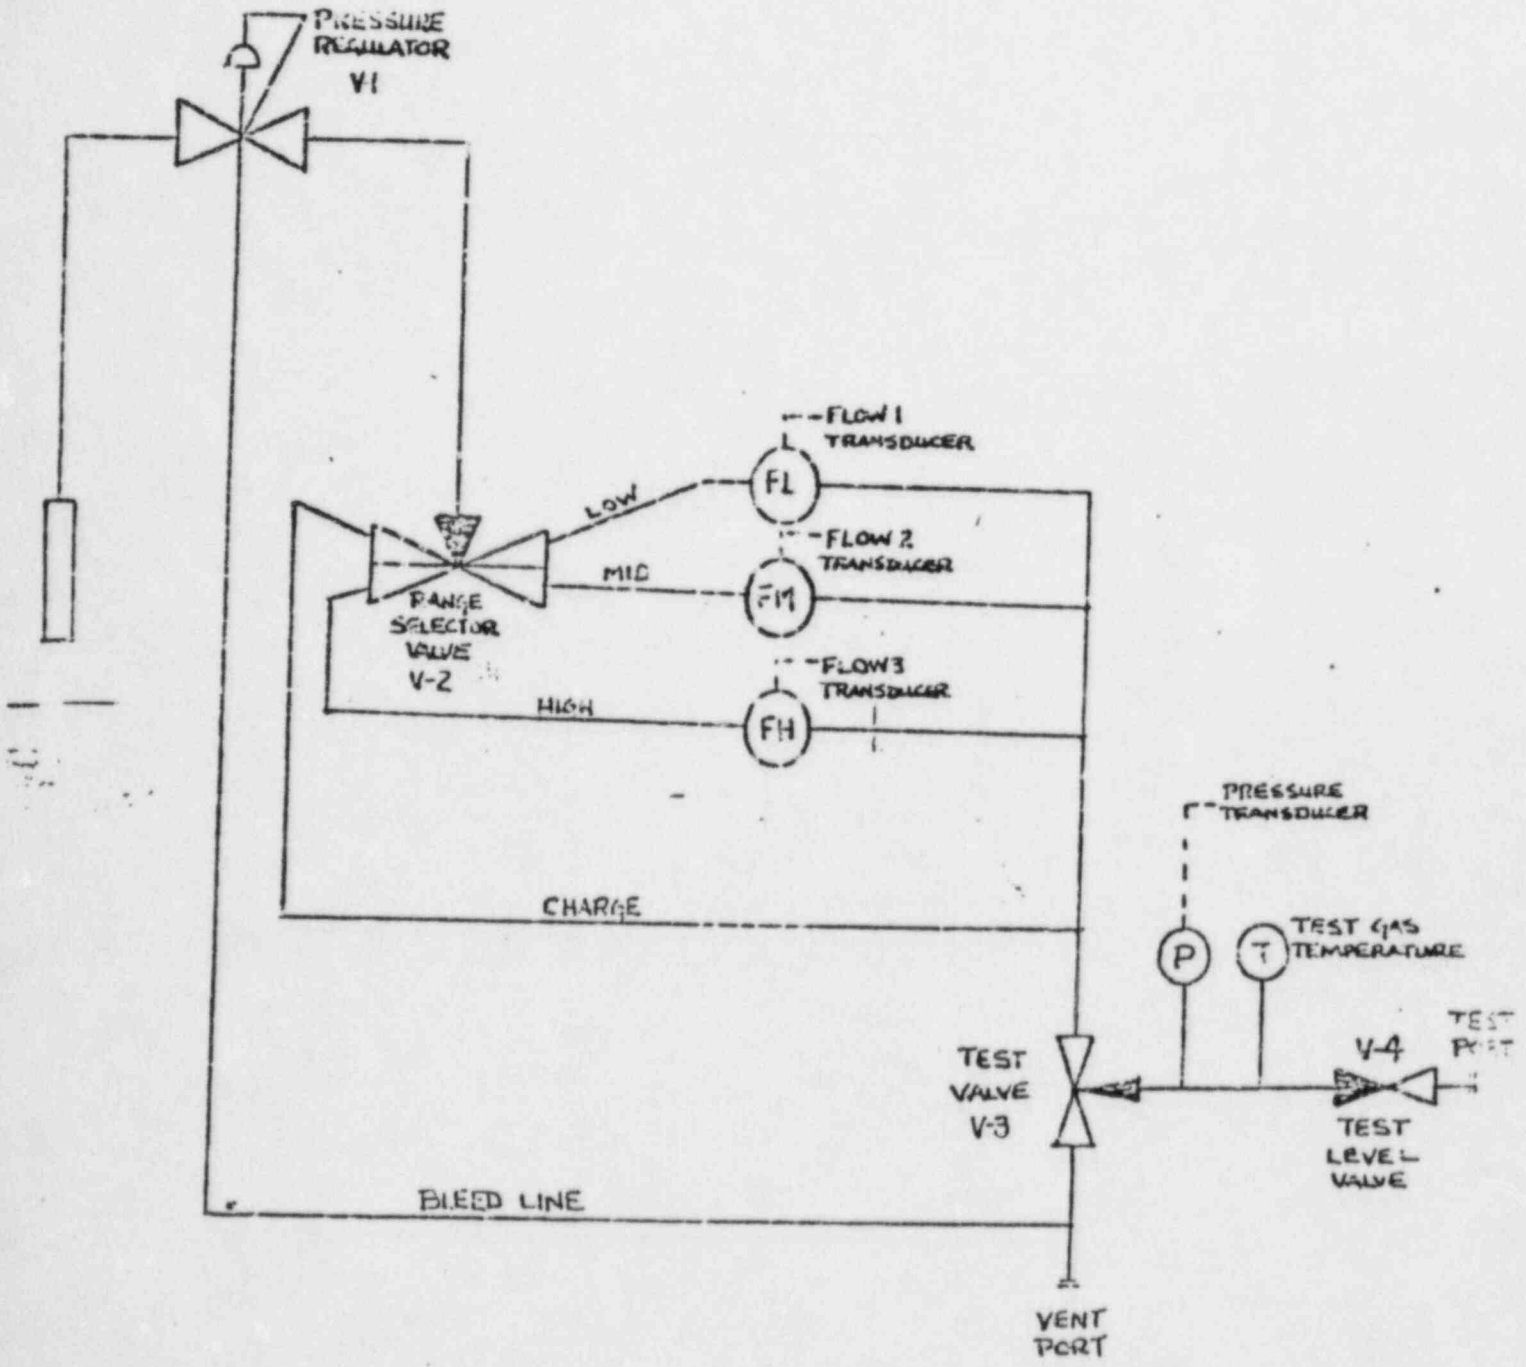 PRESSURE
REGULATOR
V-1
FLOW 1
TRANSDUCER
LOW
FL
FLOW 2
TRANSDUCER
MID
FM
RANGE
SELECTOR
VALVE
V-2
FLOW 3
TRANSDUCER
HIGH
FH
PRESSURE
TRANSDUCER
CHARGE
P
T
TEST GAS
TEMPERATURE
TEST
PORT
V-4
TEST
VALVE
V-3
TEST
LEVEL
VALVE
BLEED LINE
VENT
PORT